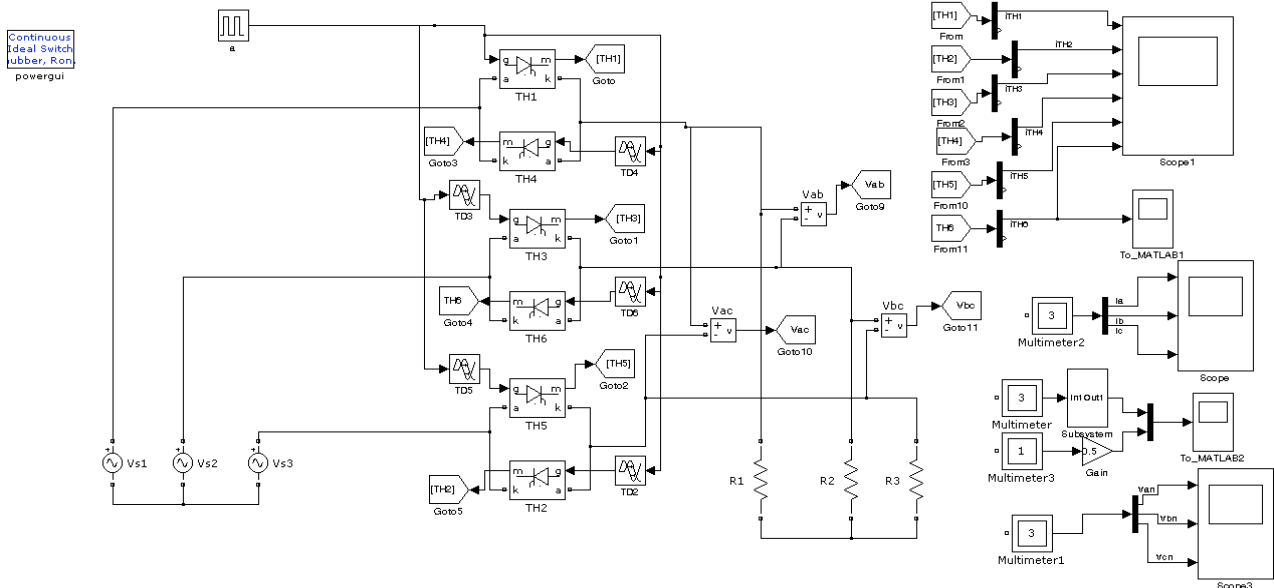 Continuous
Ideal Switch
ubber, Ron,
powergui
a
g
m
a
k
TH1
[TH1]
Goto
m
g
k
a
TH4
[TH4]
Goto3
TD4
TD3
g
m
a
k
TH3
[TH3]
Goto1
m
g
k
a
TH6
TH6
Goto4
TD6
TD5
g
m
a
k
TH5
[TH5]
Goto2
m
g
k
a
TH2
[TH2]
Goto5
TD2
+
Vs1
+
Vs2
+
Vs3
Vab
+
-
v
Vab
Goto9
Vac
+
-
v
Vac
Goto10
Vbc
+
-
v
Vbc
Goto11
R1
R2
R3
[TH1]
From
iTH1
[TH2]
From1
iTH2
[TH3]
From2
iTH3
[TH4]
From3
iTH4
[TH5]
From10
iTH5
TH6
From11
iTH6
Scope1
To_MATLAB1
3
Multimeter2
Ia
Ib
Ic
Scope
3
Multimeter
Int Out1
Subsystem
1
Multimeter3
0.5
Gain
To_MATLAB2
3
Multimeter1
Van
Vbn
Vcn
Scope3